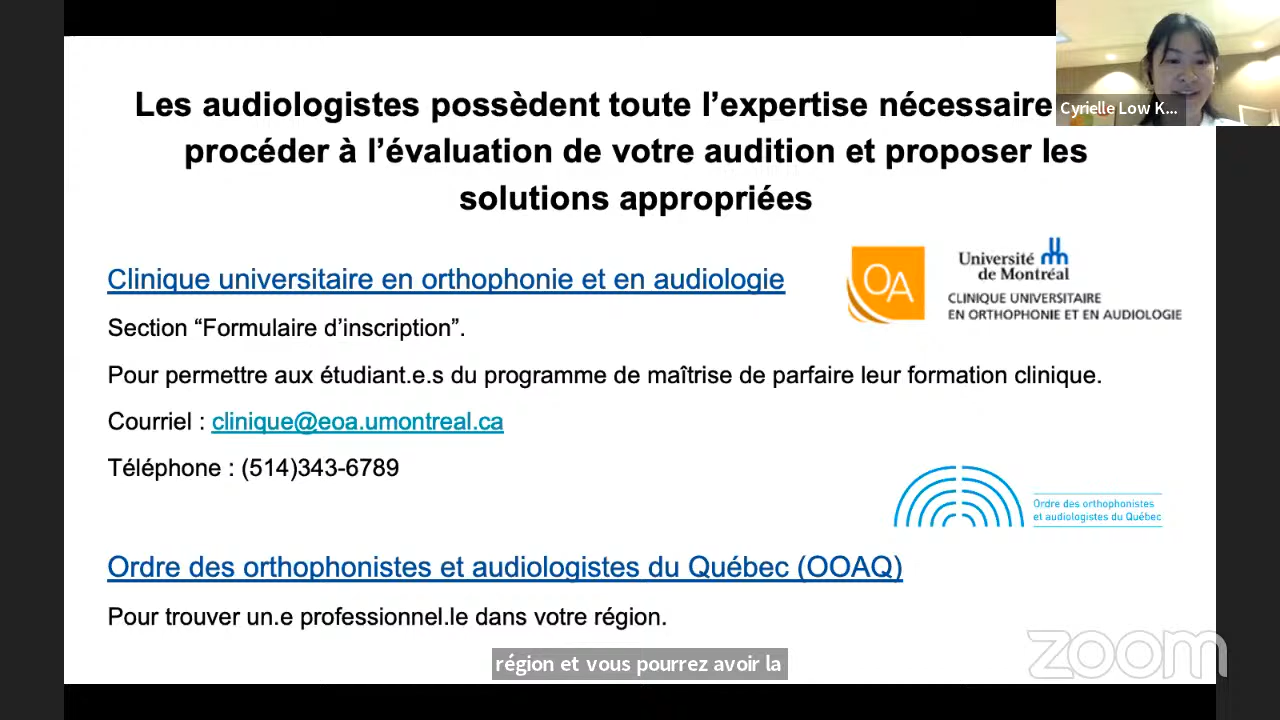 Les audiologistes possèdent toute l’expertise nécessaire
procéder à l’évaluation de votre audition et proposer les
solutions appropriées
Cyrielle Low K...
Clinique universitaire en orthophonie et en audiologie
OA
Université
de Montréal
CLINIQUE UNIVERSITAIRE
EN ORTHOPHONIE ET EN AUDIOLOGIE
Section “Formulaire d’inscription”.
Pour permettre aux étudiant.e.s du programme de maîtrise de parfaire leur formation clinique.
Courriel : clinique@eoa.umontreal.ca
Téléphone : (514)343-6789
Ordre des orthophonistes
et audiologistes du Québec
Ordre des orthophonistes et audiologistes du Québec (OOAQ)
Pour trouver un.e professionnel.le dans votre région.
région et vous pourrez avoir la
zoom